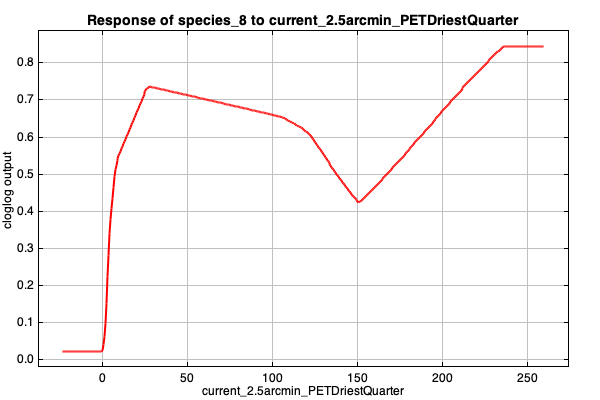 Response of species_8 to current_2.5arcmin_PETDriestQuarter
cloglog output
0.8
0.7
0.6
0.5
0.4
0.3
0.2
0.1
0.0
0 50 100 150 200 250
current_2.5arcmin_PETDriestQuarter